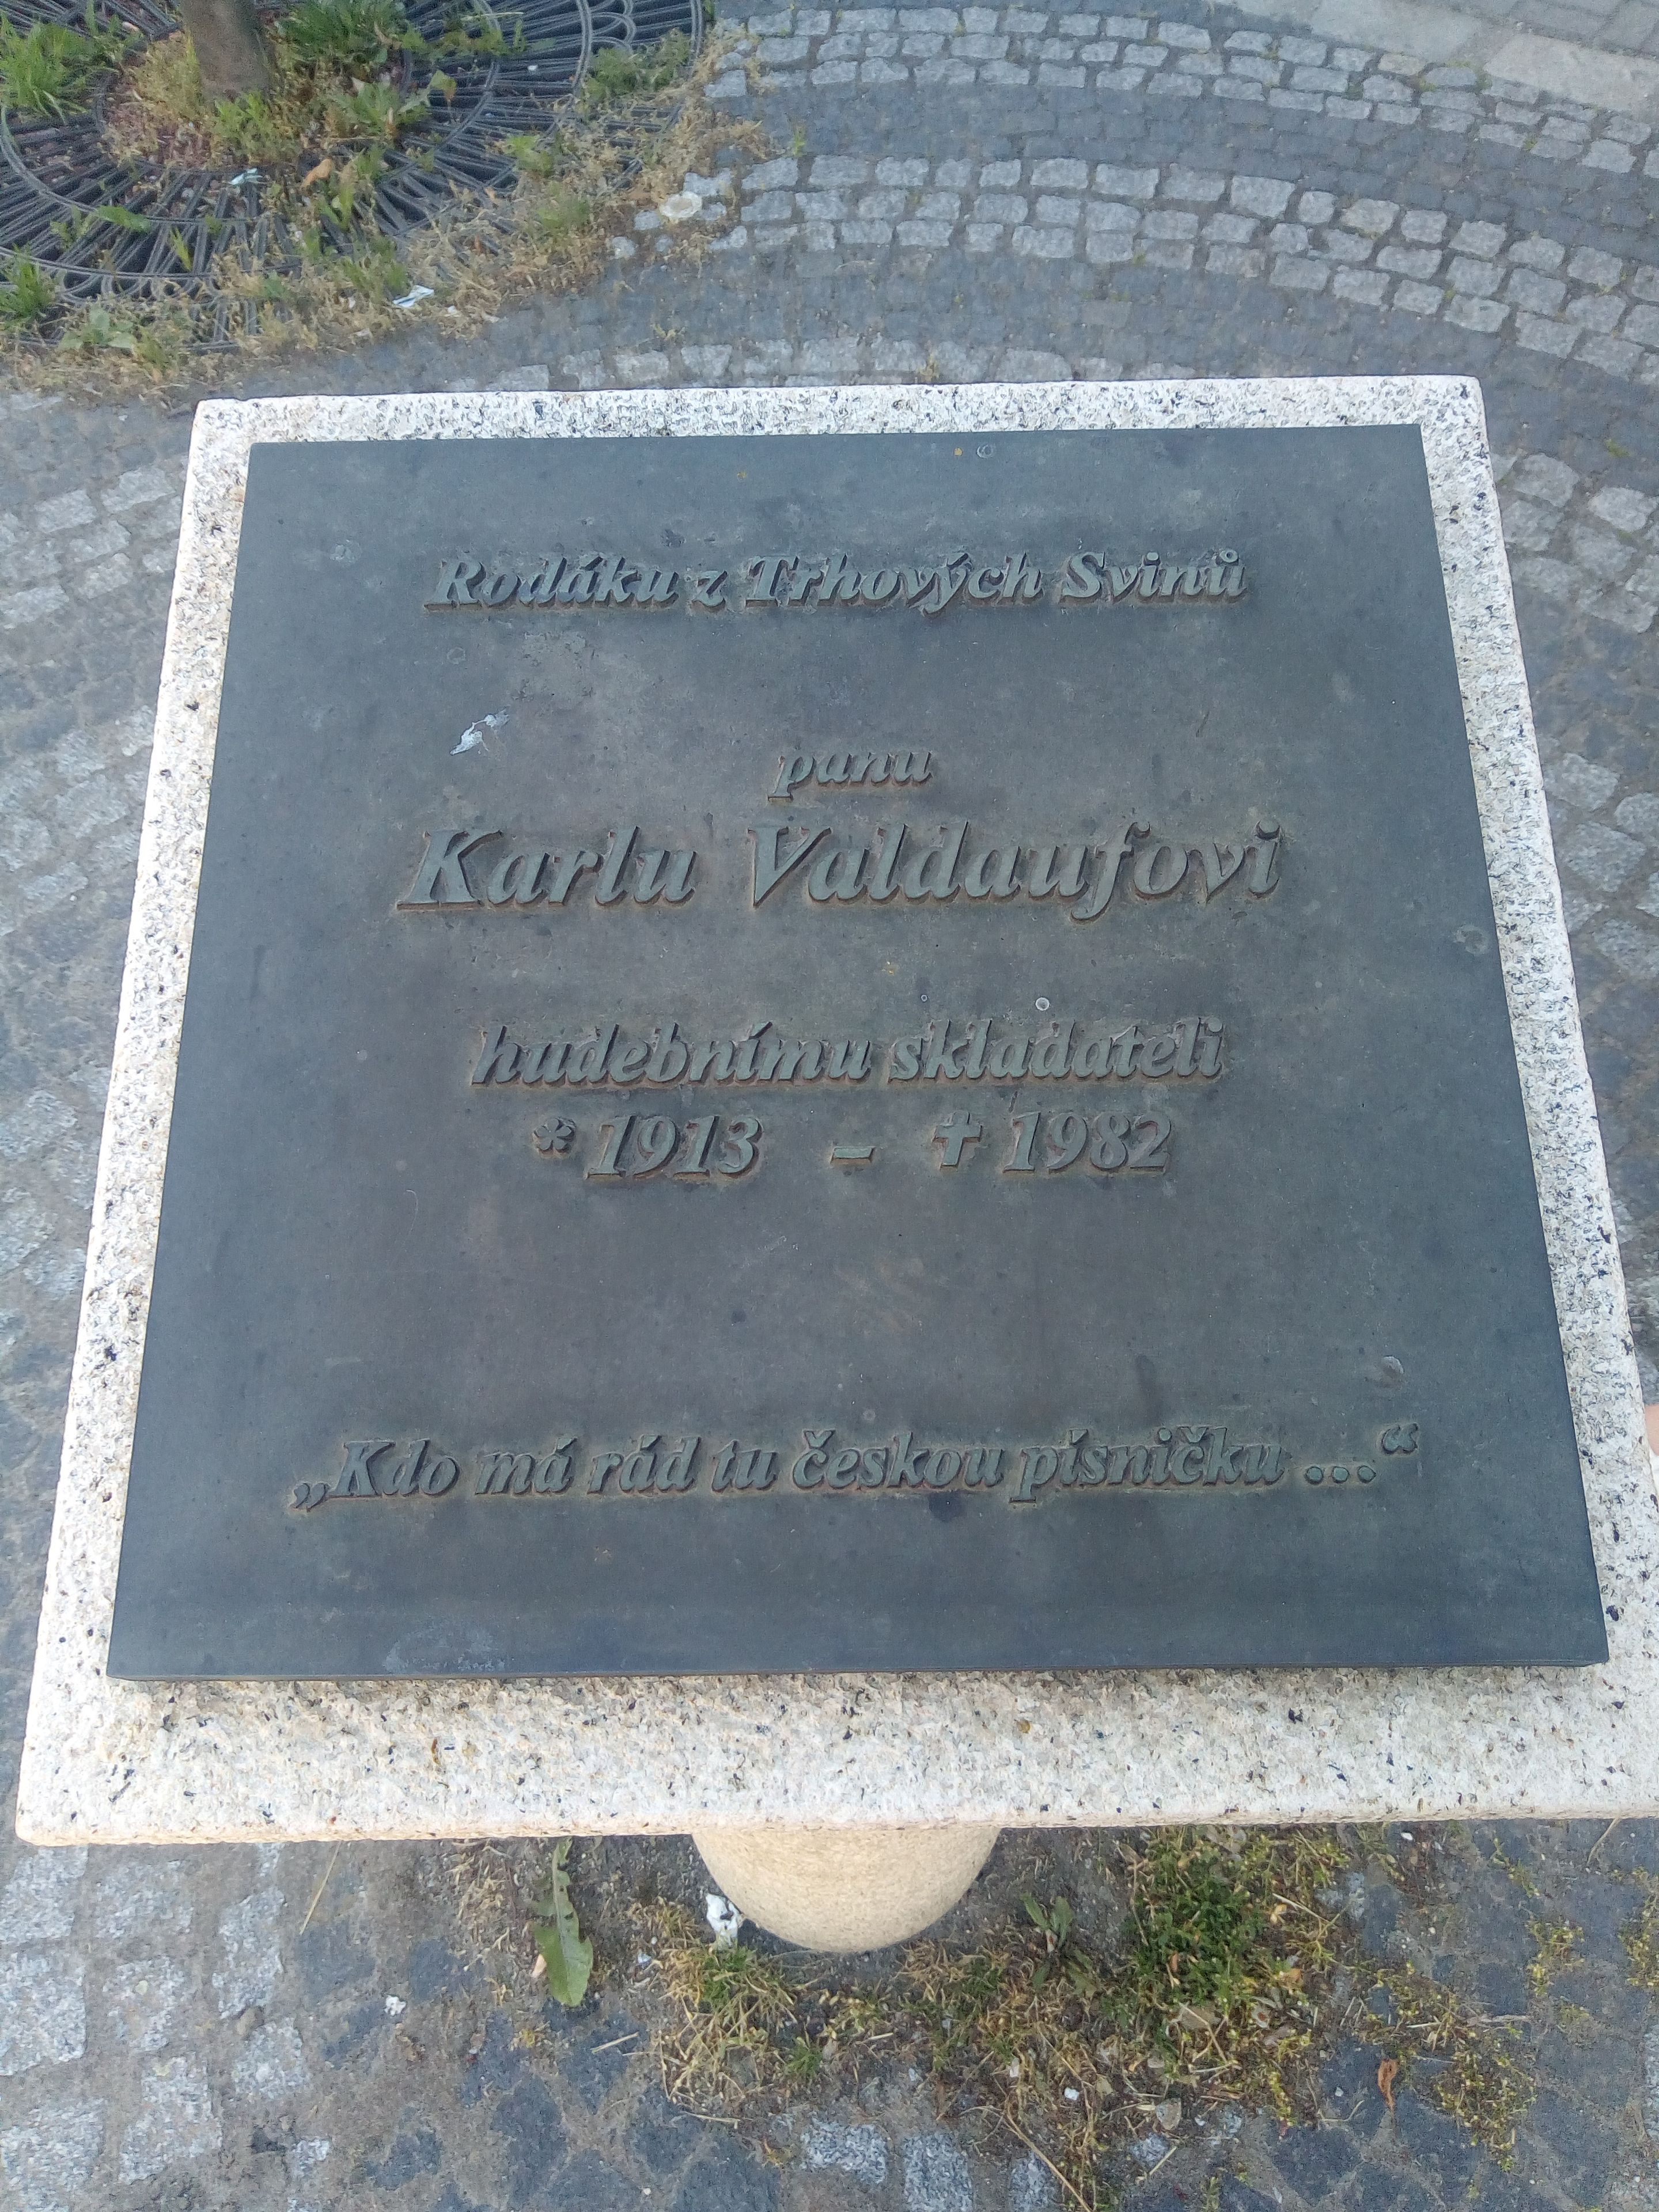 Rodáku z Trhových Svinů
panu
Karlu Valdaufovi
hudebnímu skladateli
* 1913 - † 1982
„Kdo má rád tu českou písničku ...“